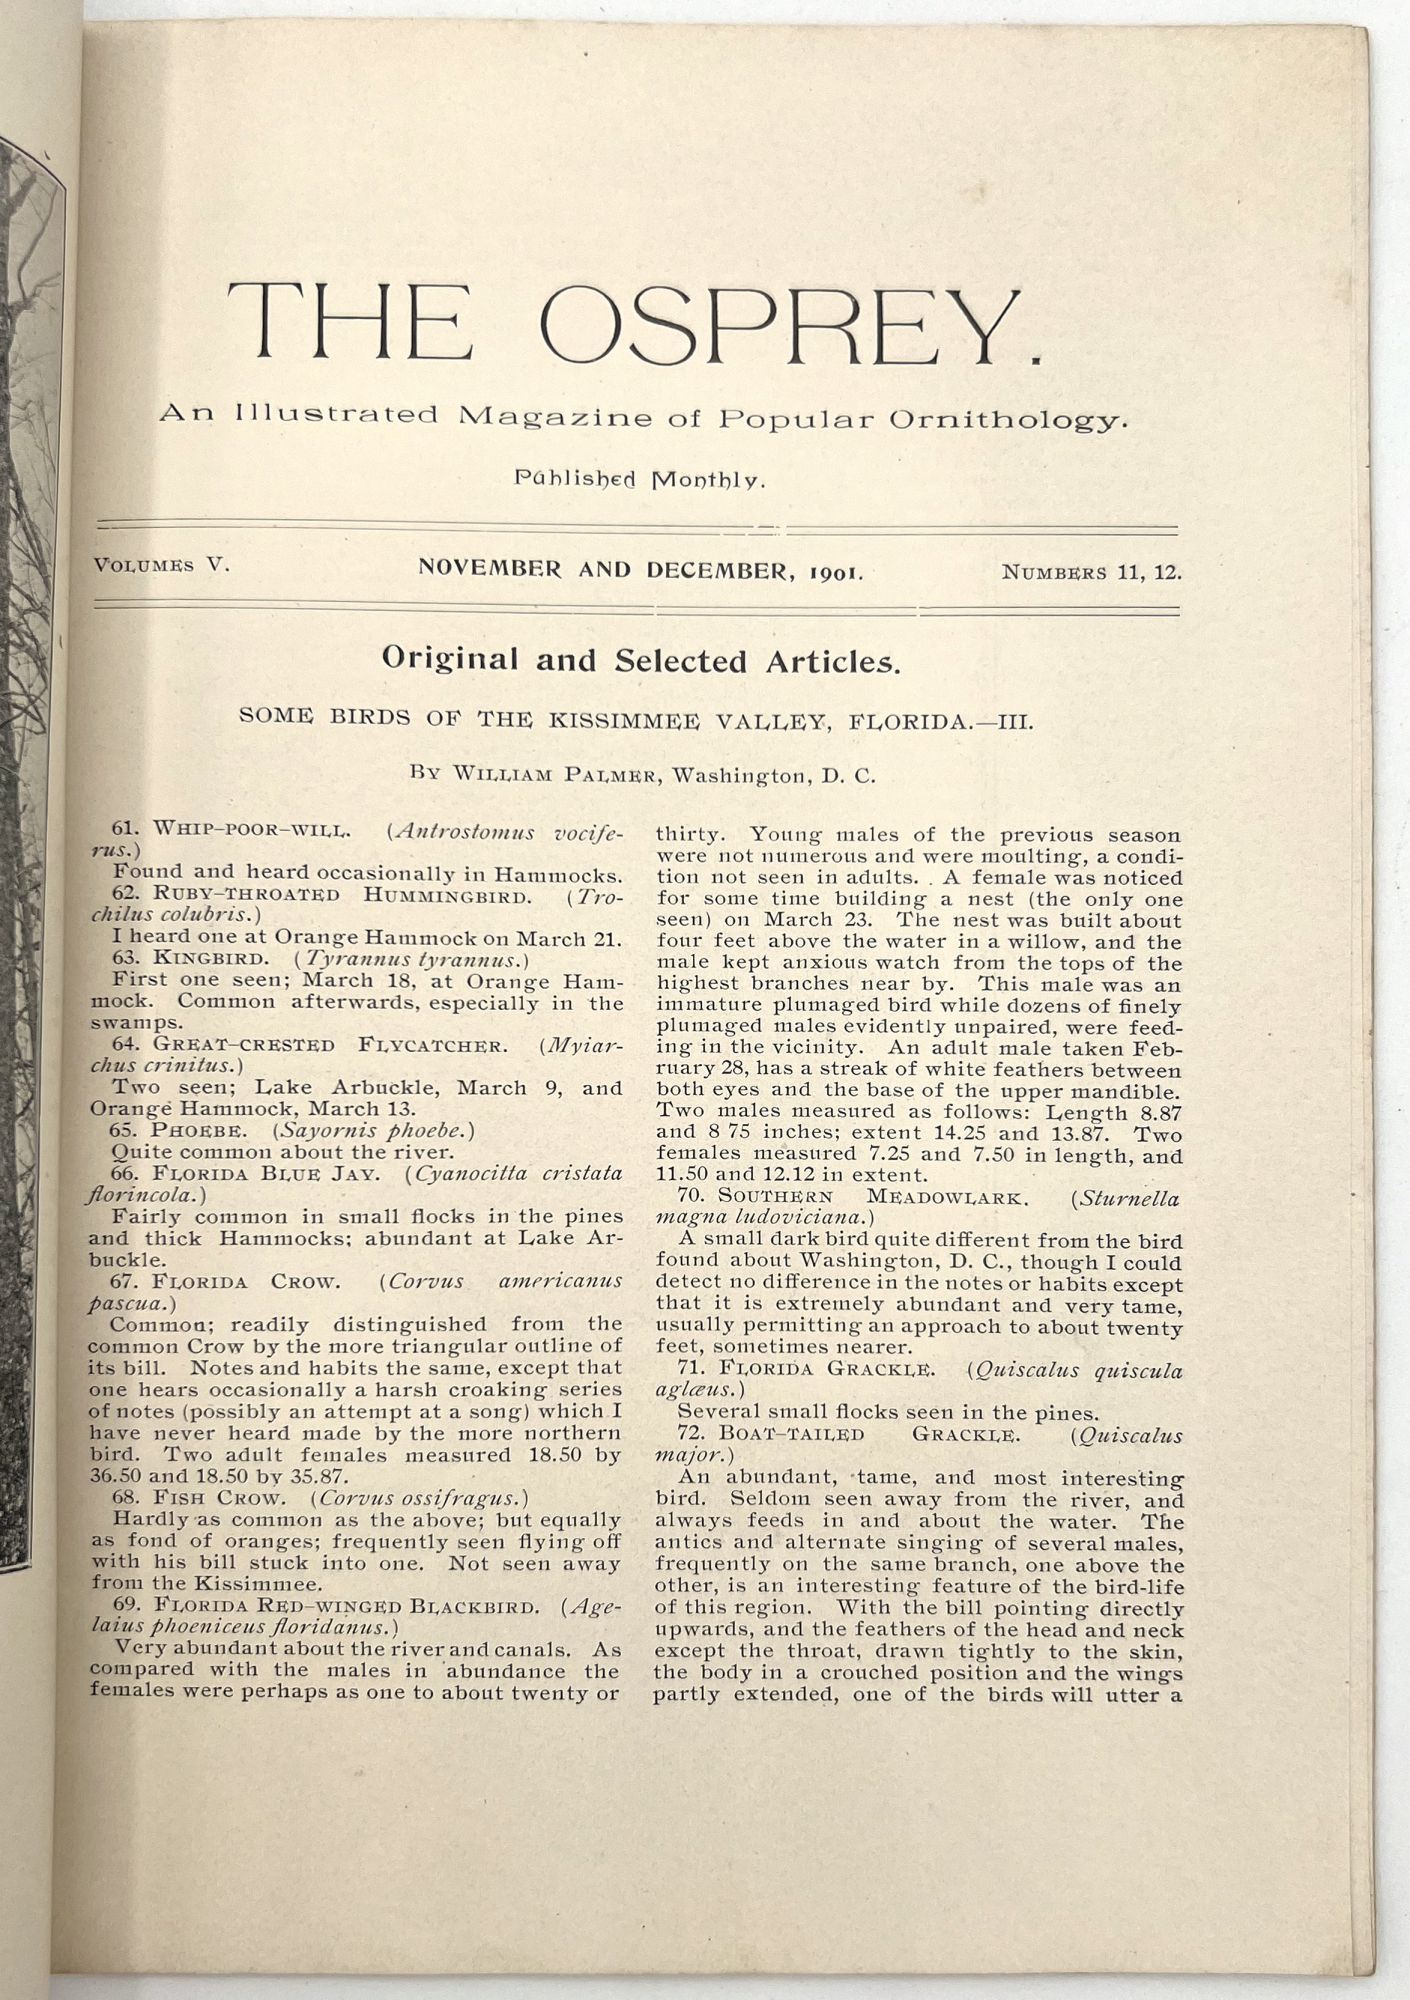 THE OSPREY.
An Illustrated Magazine of Popular Ornithology.
Published Monthly.
VOLUMES V.
NOVEMBER AND DECEMBER, 1901.
NUMBERS 11, 12.
Original and Selected Articles.
SOME BIRDS OF THE KISSIMMEE VALLEY, FLORIDA.—III.
BY WILLIAM PALMER, Washington, D. C.
61. WHIP-POOR-WILL. (Antrostomus vocife-
rus.)
Found and heard occasionally in Hammocks.
62. RUBY-THROATED HUMMINGBIRD. (Tro-
chilus colubris.)
I heard one at Orange Hammock on March 21.
63. KINGBIRD. (Tyrannus tyrannus.)
First one seen; March 18, at Orange Ham-
mock. Common afterwards, especially in the
swamps.
64. GREAT-CRESTED FLYCATCHER. (Myiar-
chus crinitus.)
Two seen; Lake Arbuckle, March 9, and
Orange Hammock, March 13.
65. PHOEBE. (Sayornis phoebe.)
Quite common about the river.
66. FLORIDA BLUE JAY. (Cyanocitta cristata
florincola.)
Fairly common in small flocks in the pines
and thick Hammocks; abundant at Lake Ar-
buckle.
67. FLORIDA CROW. (Corvus americanus
pascua.)
Common; readily distinguished from the
common Crow by the more triangular outline of
its bill. Notes and habits the same, except that
one hears occasionally a harsh croaking series
of notes (possibly an attempt at a song) which I
have never heard made by the more northern
bird. Two adult females measured 18.50 by
36.50 and 18.50 by 35.87.
68. FISH CROW. (Corvus ossifragus.)
Hardly as common as the above; but equally
as fond of oranges; frequently seen flying off
with his bill stuck into one. Not seen away
from the Kissimmee.
69. FLORIDA RED-WINGED BLACKBIRD. (Age-
laius phoeniceus floridanus.)
Very abundant about the river and canals. As
compared with the males in abundance the
females were perhaps as one to about twenty or
thirty. Young males of the previous season
were not numerous and were moulting, a condi-
tion not seen in adults. . A female was noticed
for some time building a nest (the only one
seen) on March 23. The nest was built about
four feet above the water in a willow, and the
male kept anxious watch from the tops of the
highest branches near by. This male was an
immature plumaged bird while dozens of finely
plumaged males evidently unpaired, were feed-
ing in the vicinity. An adult male taken Feb-
ruary 28, has a streak of white feathers between
both eyes and the base of the upper mandible.
Two males measured as follows: Length 8.87
and 8 75 inches; extent 14.25 and 13.87. Two
females measured 7.25 and 7.50 in length, and
11.50 and 12.12 in extent.
70. SOUTHERN MEADOWLARK. (Sturnella
magna ludoviciana.)
A small dark bird quite different from the bird
found about Washington, D. C., though I could
detect no difference in the notes or habits except
that it is extremely abundant and very tame,
usually permitting an approach to about twenty
feet, sometimes nearer.
71. FLORIDA GRACKLE. (Quiscalus quiscula
aglæus.)
Several small flocks seen in the pines.
72. BOAT-TAILED GRACKLE. (Quiscalus
major.)
An abundant, tame, and most interesting
bird. Seldom seen away from the river, and
always feeds in and about the water. The
antics and alternate singing of several males,
frequently on the same branch, one above the
other, is an interesting feature of the bird-life
of this region. With the bill pointing directly
upwards, and the feathers of the head and neck
except the throat, drawn tightly to the skin,
the body in a crouched position and the wings
partly extended, one of the birds will utter a